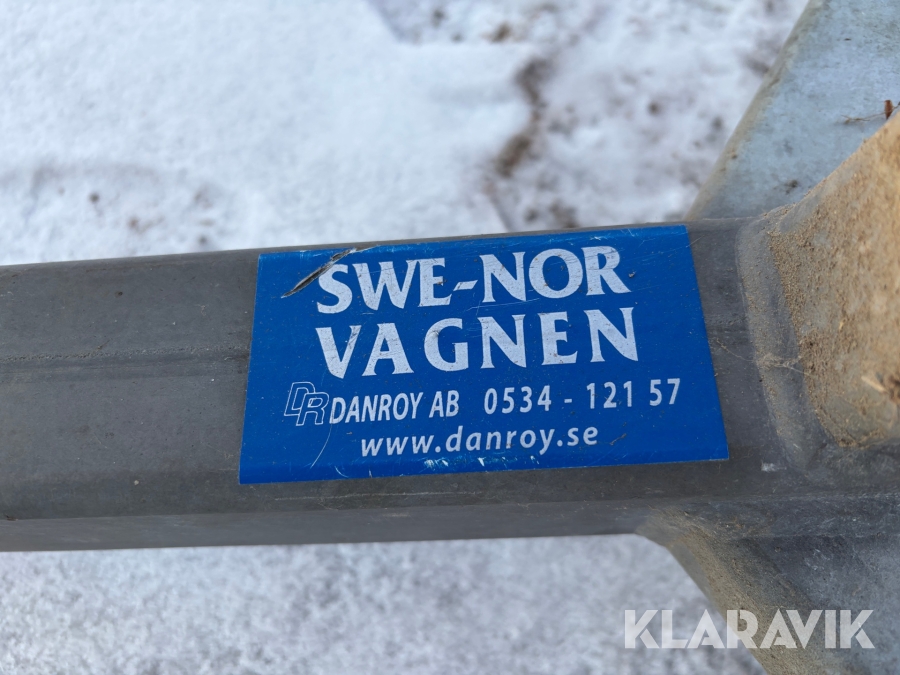 SWE-NOR
VAGNEN
DR DANROY AB 0534 - 121 57
www.danroy.se
KLARAVIK